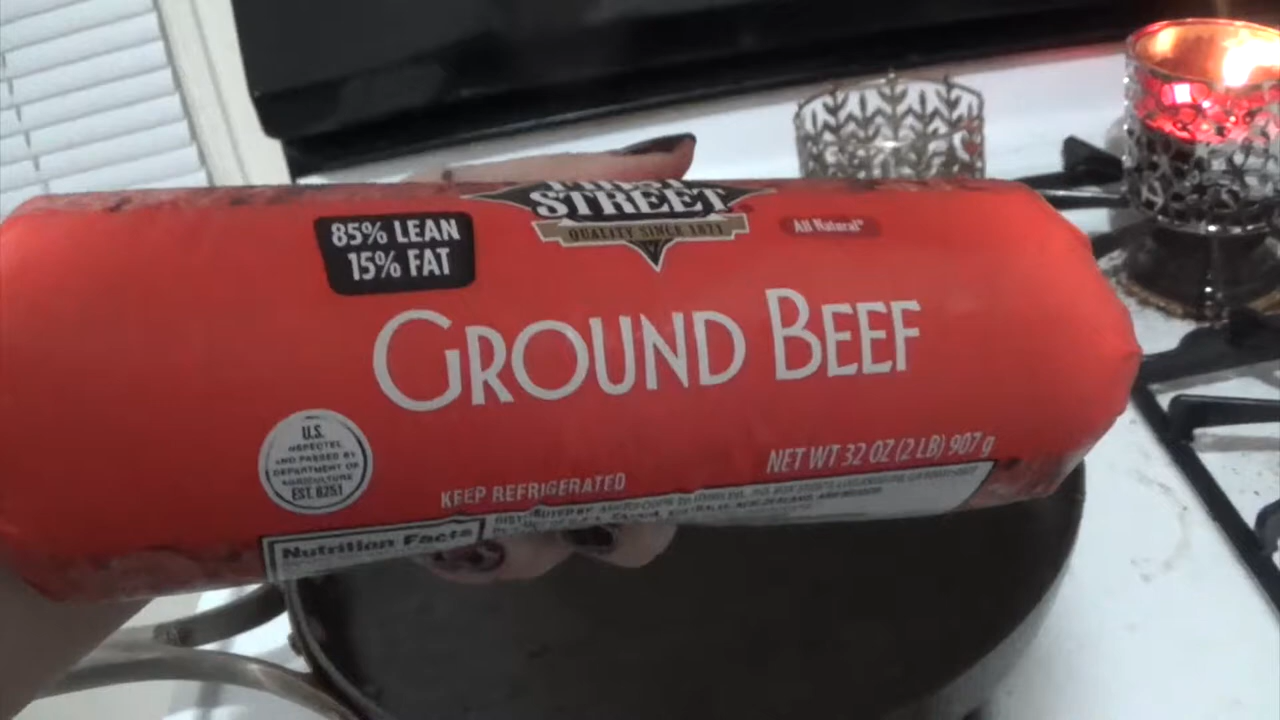 FIRST
STREET
QUALITY SINCE 1871
All Natural*
85% LEAN
15% FAT
GROUND BEEF
U.S.
INSPECTED
AND PASSED BY
DEPARTMENT OF
AGRICULTURE
EST. 8251
NET WT 32 OZ (2 LB) 907 g
KEEP REFRIGERATED
Nutrition Facts